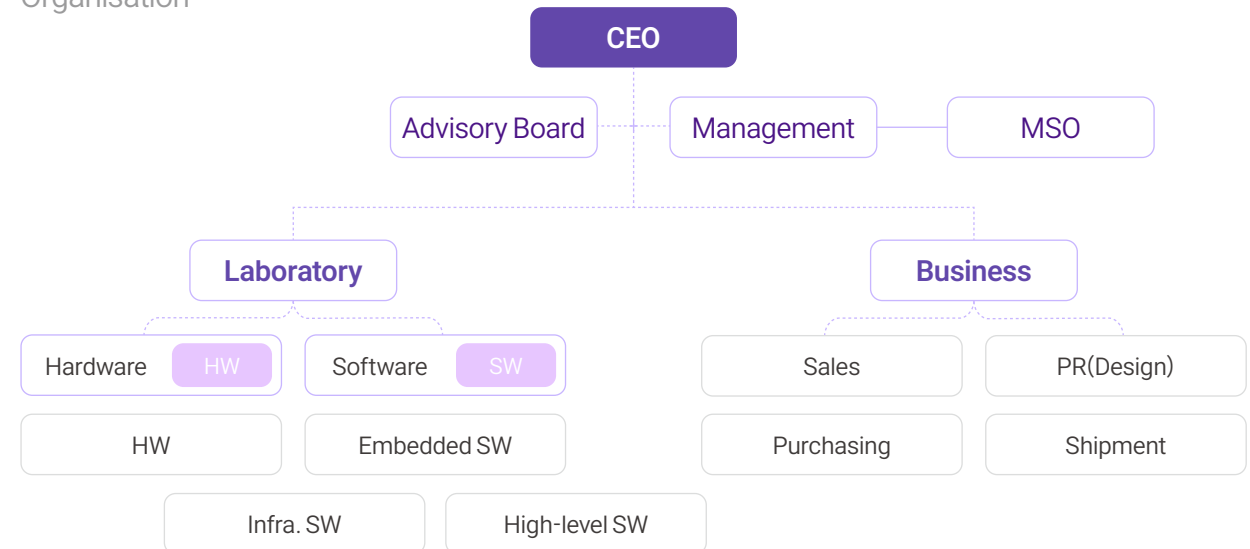 Organisation
CEO
Advisory Board
Management
MSO
Laboratory
Business
Hardware HW
Software SW
Sales
PR(Design)
HW
Embedded SW
Purchasing
Shipment
Infra. SW
High-level SW